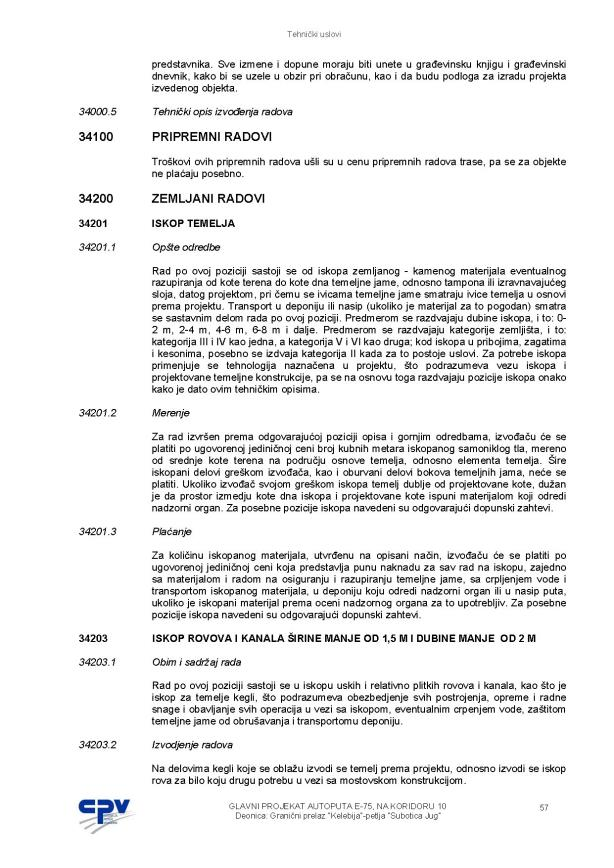 Tehnički uslovi
predstavnika. Sve izmene i dopune moraju biti unete u građevinsku knjigu i građevinski
dnevnik, kako bi se uzele u obzir pri obračunu, kao i da budu podloga za izradu projekta
izvedenog objekta.
34000.5 Tehnički opis izvođenja radova
34100 PRIPREMNI RADOVI
Troškovi ovih pripremnih radova ušli su u cenu pripremnih radova trase, pa se za objekte
ne plaćaju posebno.
34200 ZEMLJANI RADOVI
34201 ISKOP TEMELJA
34201.1 Opšte odredbe
Rad po ovoj poziciji sastoji se od iskopa zemljanog - kamenog materijala eventualnog
razupiranja od kote terena do kote dna temeljne jame, odnosno tampona ili izravnavajućeg
sloja, datog projektom, pri čemu se ivicama temeljne jame smatraju ivice temelja u osnovi
prema projektu. Transport u deponiju ili nasip (ukoliko je materijal za to pogodan) smatra
se sastavnim delom rada po ovoj poziciji. Predmerom se razdvajaju dubine iskopa, i to: 0-
2 m, 2-4 m, 4-6 m, 6-8 m i dalje. Predmerom se razdvajaju kategorije zemljišta, i to:
kategorija III i IV kao jedna, a kategorija V i VI kao druga; kod iskopa u pribojima, zagatima
i kesonima, posebno se izdvaja kategorija II kada za to postoje uslovi. Za potrebe iskopa
primenjuje se tehnologija naznačena u projektu, što podrazumeva vezu iskopa i
projektovane temeljne konstrukcije, pa se na osnovu toga razdvajaju pozicije iskopa onako
kako je dato ovim tehničkim opisima.
34201.2 Merenje
Za rad izvršen prema odgovarajućoj poziciji opisa i gornjim odredbama, izvođaču će se
platiti po ugovorenoj jediničnoj ceni broj kubnih metara iskopanog samoniklog tla, mereno
od srednje kote terena na području osnove temelja, odnosno elementa temelja. Šire
iskopani delovi greškom izvođača, kao i oburvani delovi bokova temeljnih jama, neće se
platiti. Ukoliko izvođač svojom greškom iskopa temelj dublje od projektovane kote, dužan
je da prostor izmedju kote dna iskopa i projektovane kote ispuni materijalom koji odredi
nadzorni organ. Za posebne pozicije iskopa navedeni su odgovarajući dopunski zahtevi.
34201.3 Plaćanje
Za količinu iskopanog materijala, utvrđenu na opisani način, izvođaču će se platiti po
ugovorenoj jediničnoj ceni koja predstavlja punu naknadu za sav rad na iskopu, zajedno
sa materijalom i radom na osiguranju i razupiranju temeljne jame, sa crpljenjem vode i
transportom iskopanog materijala, u deponiju koju odredi nadzorni organ ili u nasip puta,
ukoliko je iskopani materijal prema oceni nadzornog organa za to upotrebljiv. Za posebne
pozicije iskopa navedeni su odgovarajući dopunski zahtevi.
34203 ISKOP ROVOVA I KANALA ŠIRINE MANJE OD 1,5 M I DUBINE MANJE OD 2 M
34203.1 Obim i sadržaj rada
Rad po ovoj poziciji sastoji se u iskopu uskih i relativno plitkih rovova i kanala, kao što je
iskop za temelje kegli, što podrazumeva obezbedjenje svih postrojenja, opreme i radne
snage i obavljanje svih operacija u vezi sa iskopom, eventualnim crpenjem vode, zaštitom
temeljne jame od obrušavanja i transportomu deponiju.
34203.2 Izvodjenje radova
Na delovima kegli koje se oblažu izvodi se temelj prema projektu, odnosno izvodi se iskop
rova za bilo koju drugu potrebu u vezi sa mostovskom konstrukcijom.
CPV
GLAVNI PROJEKAT AUTOPUTA E-75, NA KORIDORU 10 57
Deonica: Granični prelaz "Kelebija"-petlja "Subotica Jug"